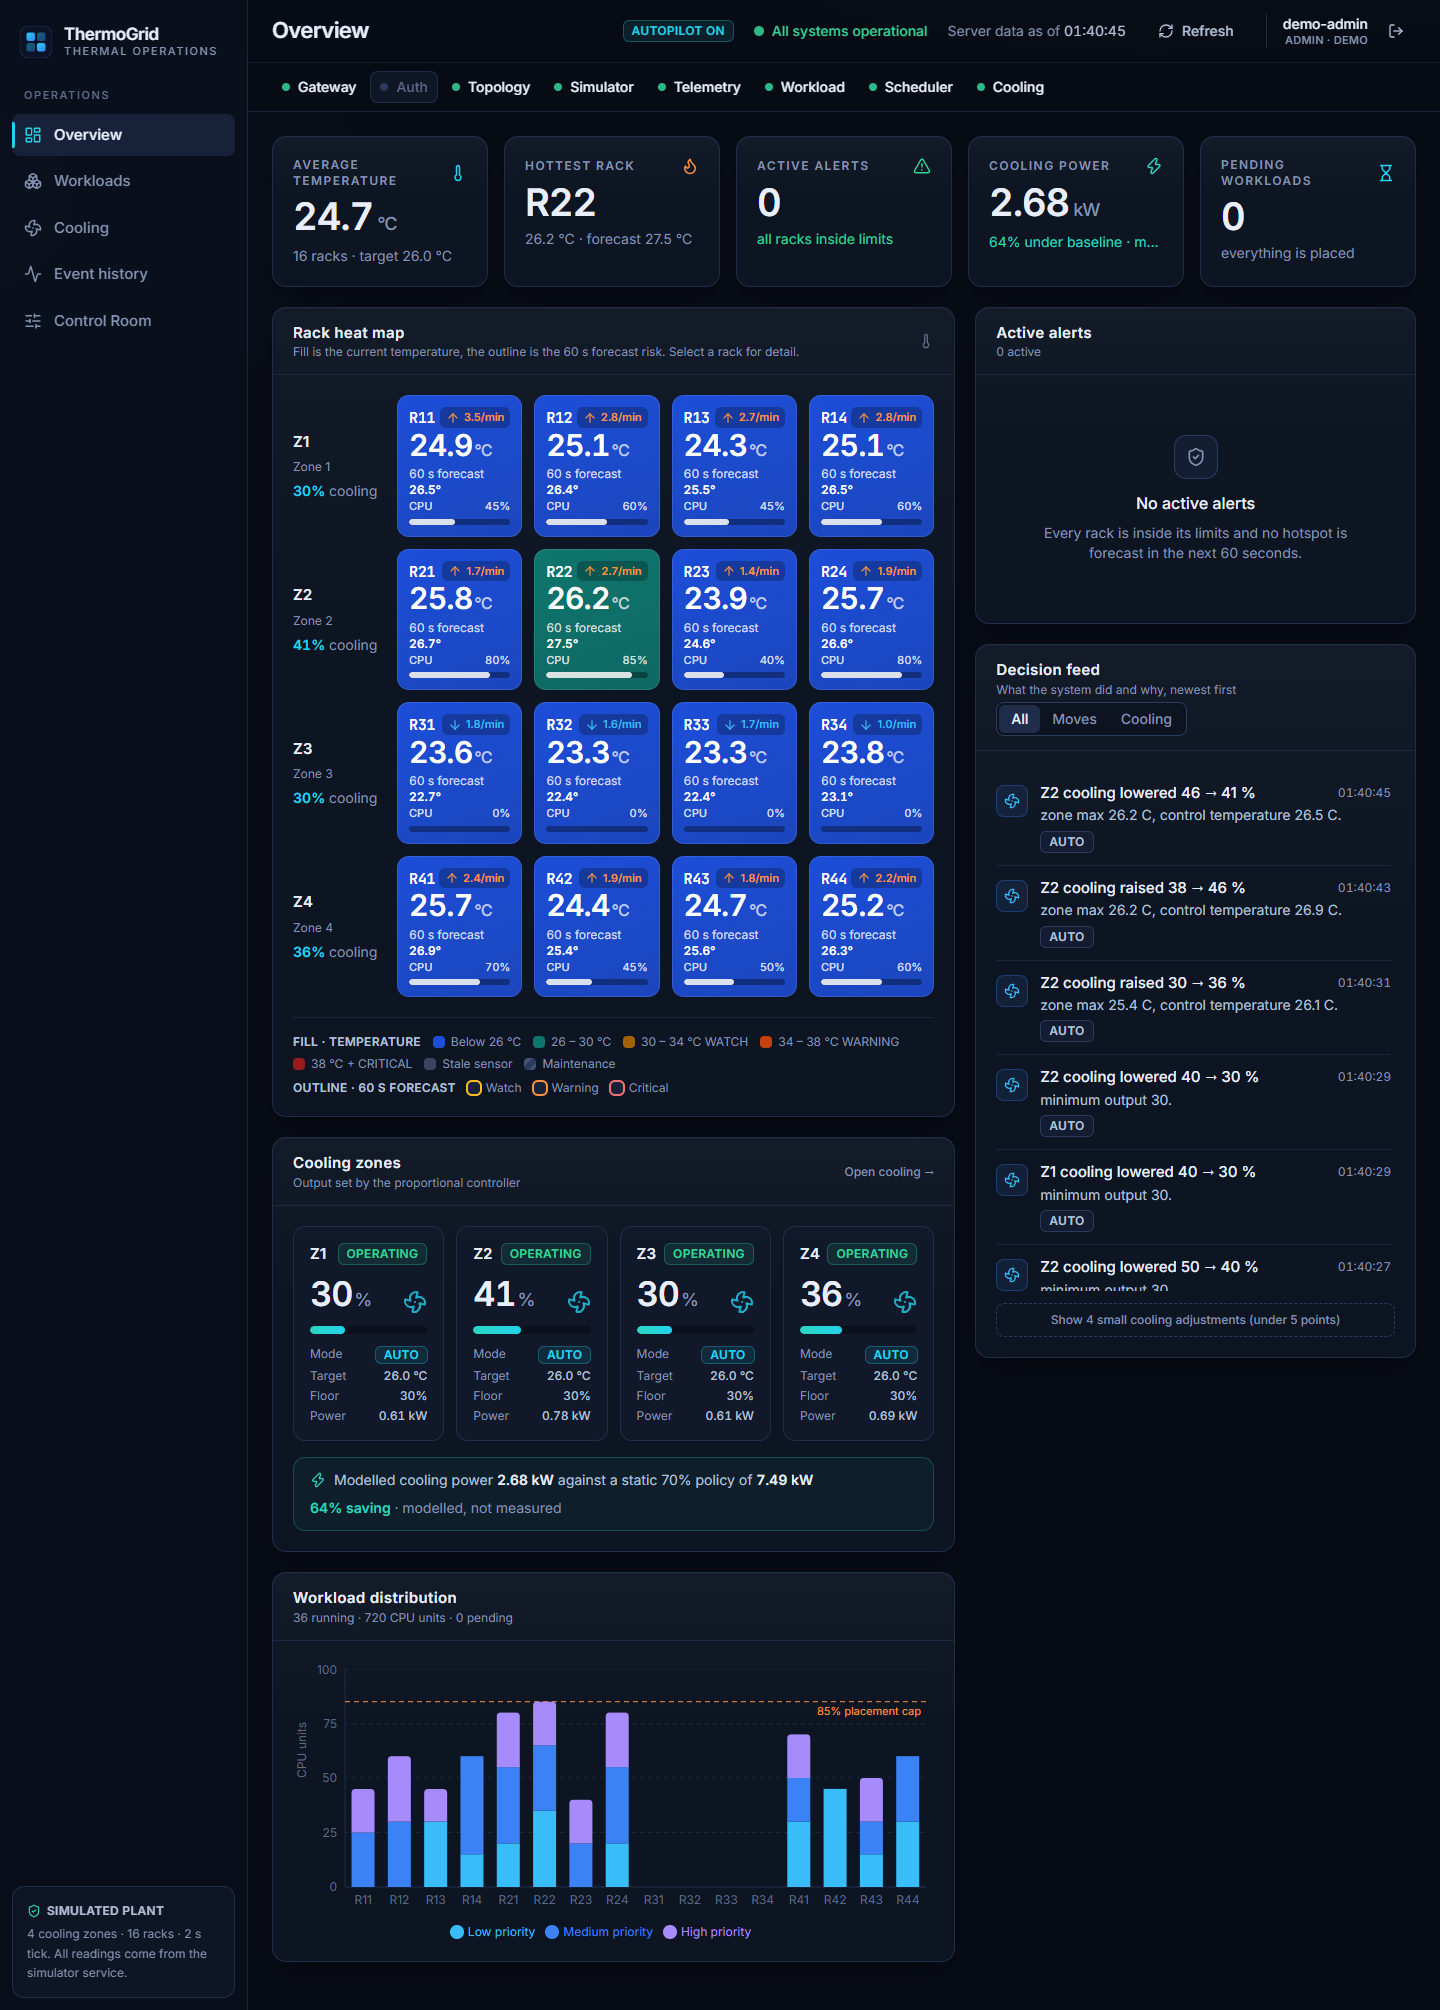 ThermoGrid
THERMAL OPERATIONS
OPERATIONS
Overview
Workloads
Cooling
Event history
Control Room
SIMULATED PLANT
4 cooling zones · 16 racks · 2 s
tick. All readings come from the
simulator service.
Overview
AUTOPILOT ON
All systems operational
Server data as of 01:40:45
Refresh
demo-admin
ADMIN · DEMO
Gateway Auth Topology Simulator Telemetry Workload Scheduler Cooling
AVERAGE
TEMPERATURE
24.7 °C
16 racks · target 26.0 °C
HOTTEST RACK
R22
26.2 °C · forecast 27.5 °C
ACTIVE ALERTS
0
all racks inside limits
COOLING POWER
2.68 kW
64% under baseline · m...
PENDING
WORKLOADS
0
everything is placed
Rack heat map
Fill is the current temperature, the outline is the 60 s forecast risk. Select a rack for detail.
Z1
Zone 1
30% cooling
R11 ↑ 3.5/min
24.9 °C
60 s forecast
26.5°
CPU 45%
R12 ↑ 2.8/min
25.1 °C
60 s forecast
26.4°
CPU 60%
R13 ↑ 2.7/min
24.3 °C
60 s forecast
25.5°
CPU 45%
R14 ↑ 2.8/min
25.1 °C
60 s forecast
26.5°
CPU 60%
Z2
Zone 2
41% cooling
R21 ↑ 1.7/min
25.8 °C
60 s forecast
26.7°
CPU 80%
R22 ↑ 2.7/min
26.2 °C
60 s forecast
27.5°
CPU 85%
R23 ↑ 1.4/min
23.9 °C
60 s forecast
24.6°
CPU 40%
R24 ↑ 1.9/min
25.7 °C
60 s forecast
26.6°
CPU 80%
Z3
Zone 3
30% cooling
R31 ↓ 1.8/min
23.6 °C
60 s forecast
22.7°
CPU 0%
R32 ↓ 1.6/min
23.3 °C
60 s forecast
22.4°
CPU 0%
R33 ↓ 1.7/min
23.3 °C
60 s forecast
22.4°
CPU 0%
R34 ↓ 1.0/min
23.8 °C
60 s forecast
23.1°
CPU 0%
Z4
Zone 4
36% cooling
R41 ↑ 2.4/min
25.7 °C
60 s forecast
26.9°
CPU 70%
R42 ↑ 1.9/min
24.4 °C
60 s forecast
25.4°
CPU 45%
R43 ↑ 1.8/min
24.7 °C
60 s forecast
25.6°
CPU 50%
R44 ↑ 2.2/min
25.2 °C
60 s forecast
26.3°
CPU 60%
FILL · TEMPERATURE Below 26 °C 26 – 30 °C 30 – 34 °C WATCH 34 – 38 °C WARNING
38 °C + CRITICAL Stale sensor Maintenance
OUTLINE · 60 S FORECAST Watch Warning Critical
Cooling zones
Output set by the proportional controller
Open cooling →
Z1 OPERATING
30 %
Mode AUTO
Target 26.0 °C
Floor 30%
Power 0.61 kW
Z2 OPERATING
41 %
Mode AUTO
Target 26.0 °C
Floor 30%
Power 0.78 kW
Z3 OPERATING
30 %
Mode AUTO
Target 26.0 °C
Floor 30%
Power 0.61 kW
Z4 OPERATING
36 %
Mode AUTO
Target 26.0 °C
Floor 30%
Power 0.69 kW
Modelled cooling power 2.68 kW against a static 70% policy of 7.49 kW
64% saving · modelled, not measured
Workload distribution
36 running · 720 CPU units · 0 pending
CPU units
100
75
50
25
0
85% placement cap
R11 R12 R13 R14 R21 R22 R23 R24 R31 R32 R33 R34 R41 R42 R43 R44
Low priority Medium priority High priority
Active alerts
0 active
No active alerts
Every rack is inside its limits and no hotspot is
forecast in the next 60 seconds.
Decision feed
What the system did and why, newest first
All Moves Cooling
Z2 cooling lowered 46 → 41 % 01:40:45
zone max 26.2 C, control temperature 26.5 C.
AUTO
Z2 cooling raised 38 → 46 % 01:40:43
zone max 26.2 C, control temperature 26.9 C.
AUTO
Z2 cooling raised 30 → 36 % 01:40:31
zone max 25.4 C, control temperature 26.1 C.
AUTO
Z2 cooling lowered 40 → 30 % 01:40:29
minimum output 30.
AUTO
Z1 cooling lowered 40 → 30 % 01:40:29
minimum output 30.
AUTO
Z2 cooling lowered 50 → 40 % 01:40:27
minimum output 30.
Show 4 small cooling adjustments (under 5 points)